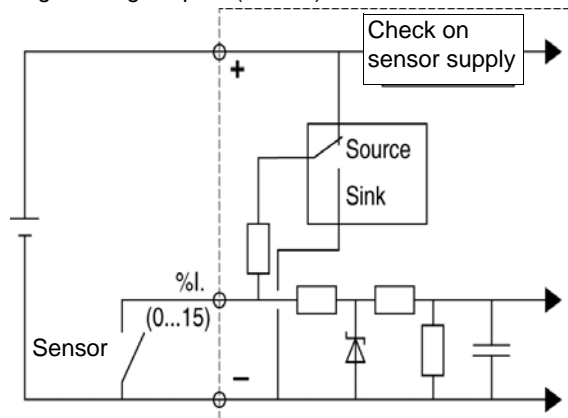 Check on
sensor supply
+
Source
Sink
%I.
(0...15)
Sensor
−